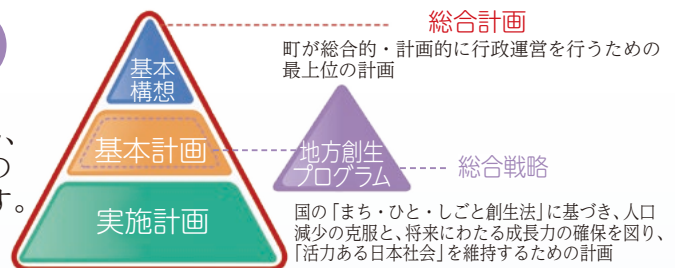 総合計画
町が総合的・計画的に行政運営を行うための
最上位の計画
基本
構想
基本計画
実施計画
地方創生
プログラム
総合戦略
国の「まち・ひと・しごと創生法」に基づき、人口
減少の克服と、将来にわたる成長力の確保を図り、
「活力ある日本社会」を維持するための計画
、
の
す。